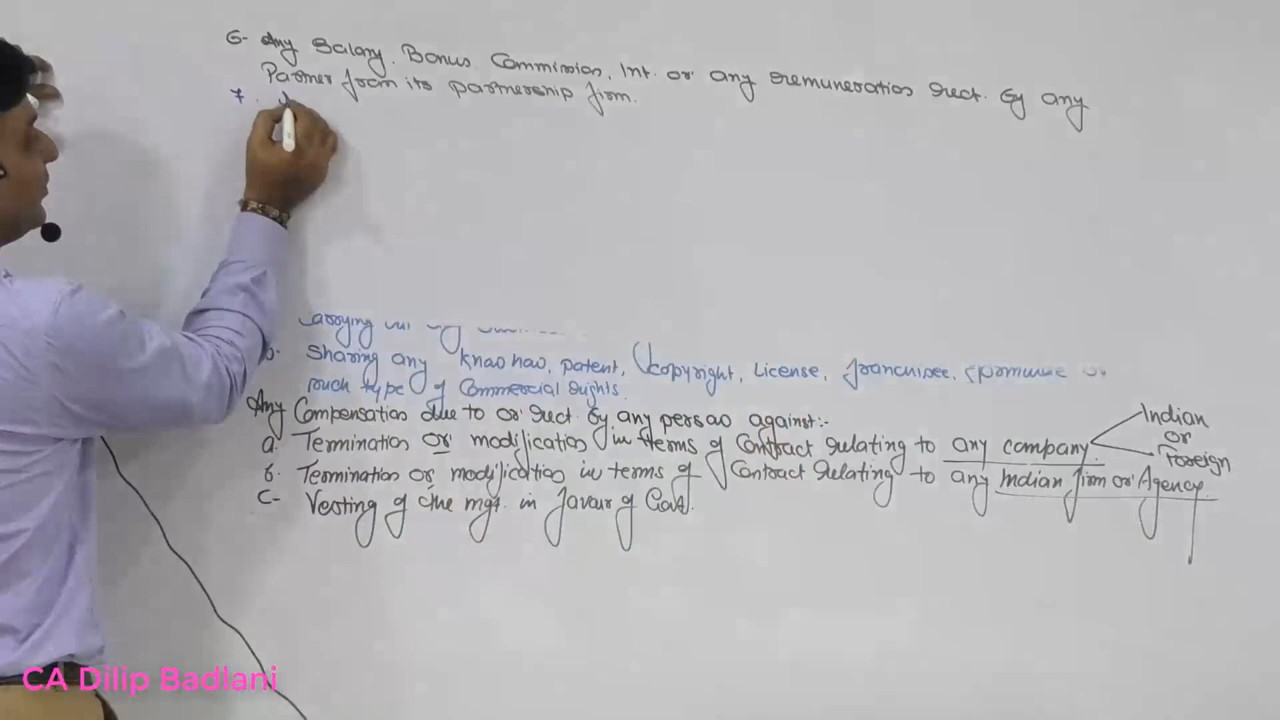 6- Any Salary, Bonus Commission, Int. or any remuneration rect. by any
Partner from its partnership firm.
7.
carrying out any
b. Sharing any knao hao, patent, copyright, License, franchisee,
such type of Commercial rights.
Any Compensation due to or rect. by any persao against:-
a. Termination or modification in terms of contract relating to any company.
Indian
or
Foreign
b. Termination or modification in terms of Contract relating to any Indian firm or Agency.
C- Vesting of the mgt. in favour of Govt.
CA Dilip Badlani